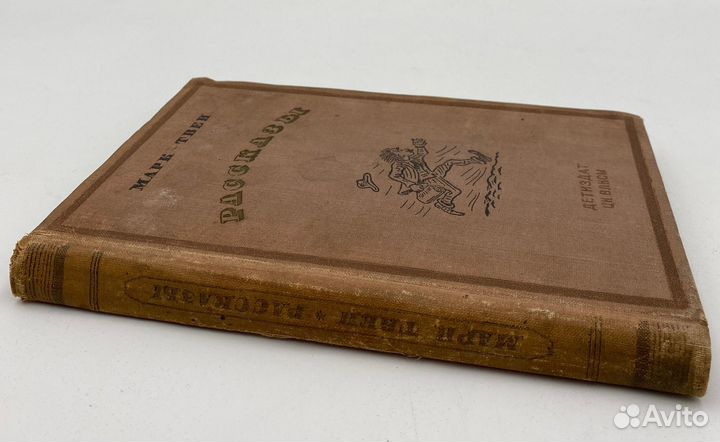 МАРК ТВЕН
РАССКАЗЫ
ДЕТИЗДАТ
ЦК ВЛКСМ
МАРК ТВЕН * РАССКАЗЫ
Avito